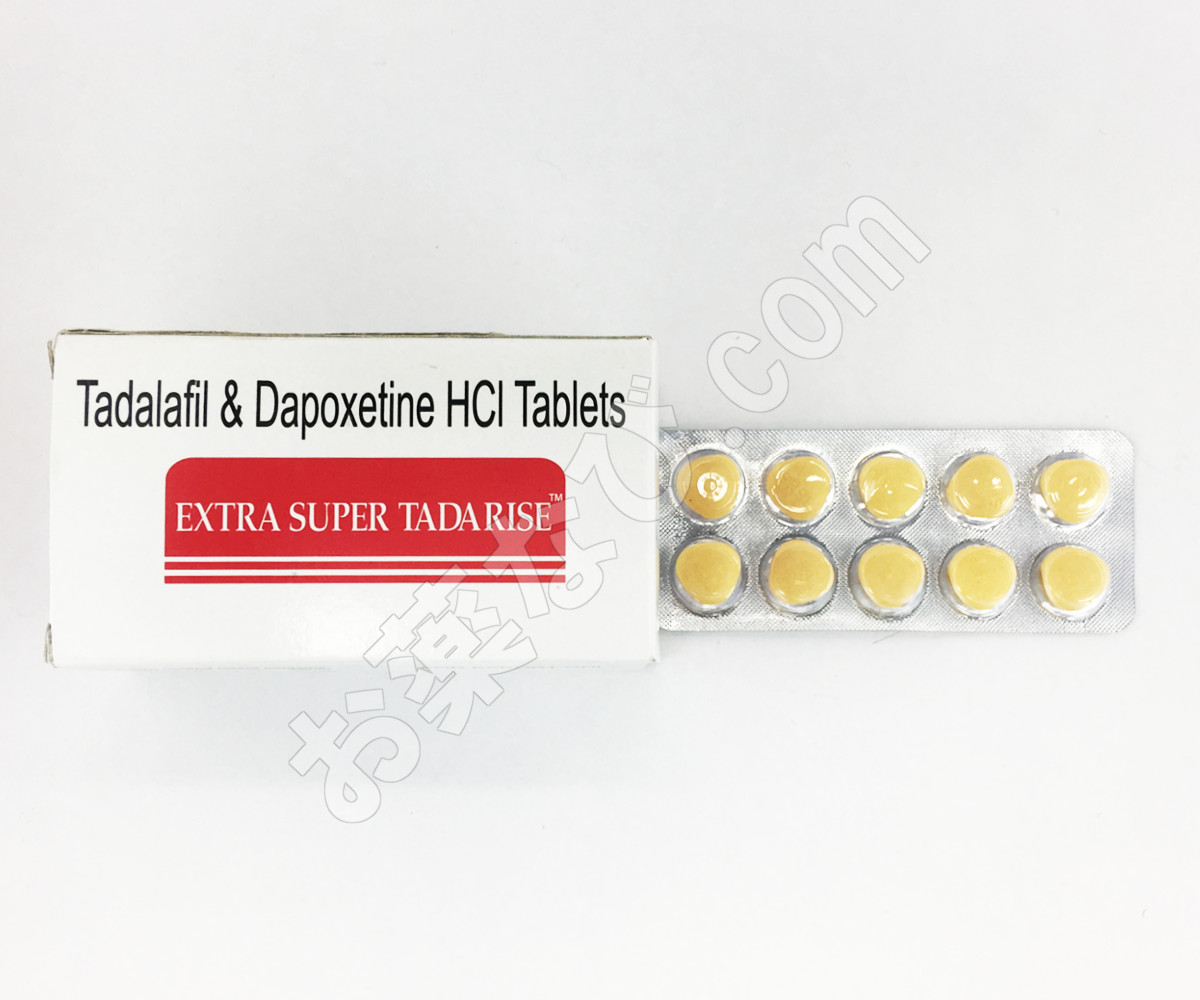 Tadalafil & Dapoxetine HCl Tablets
EXTRA SUPER TADARISE™
お薬なび.com